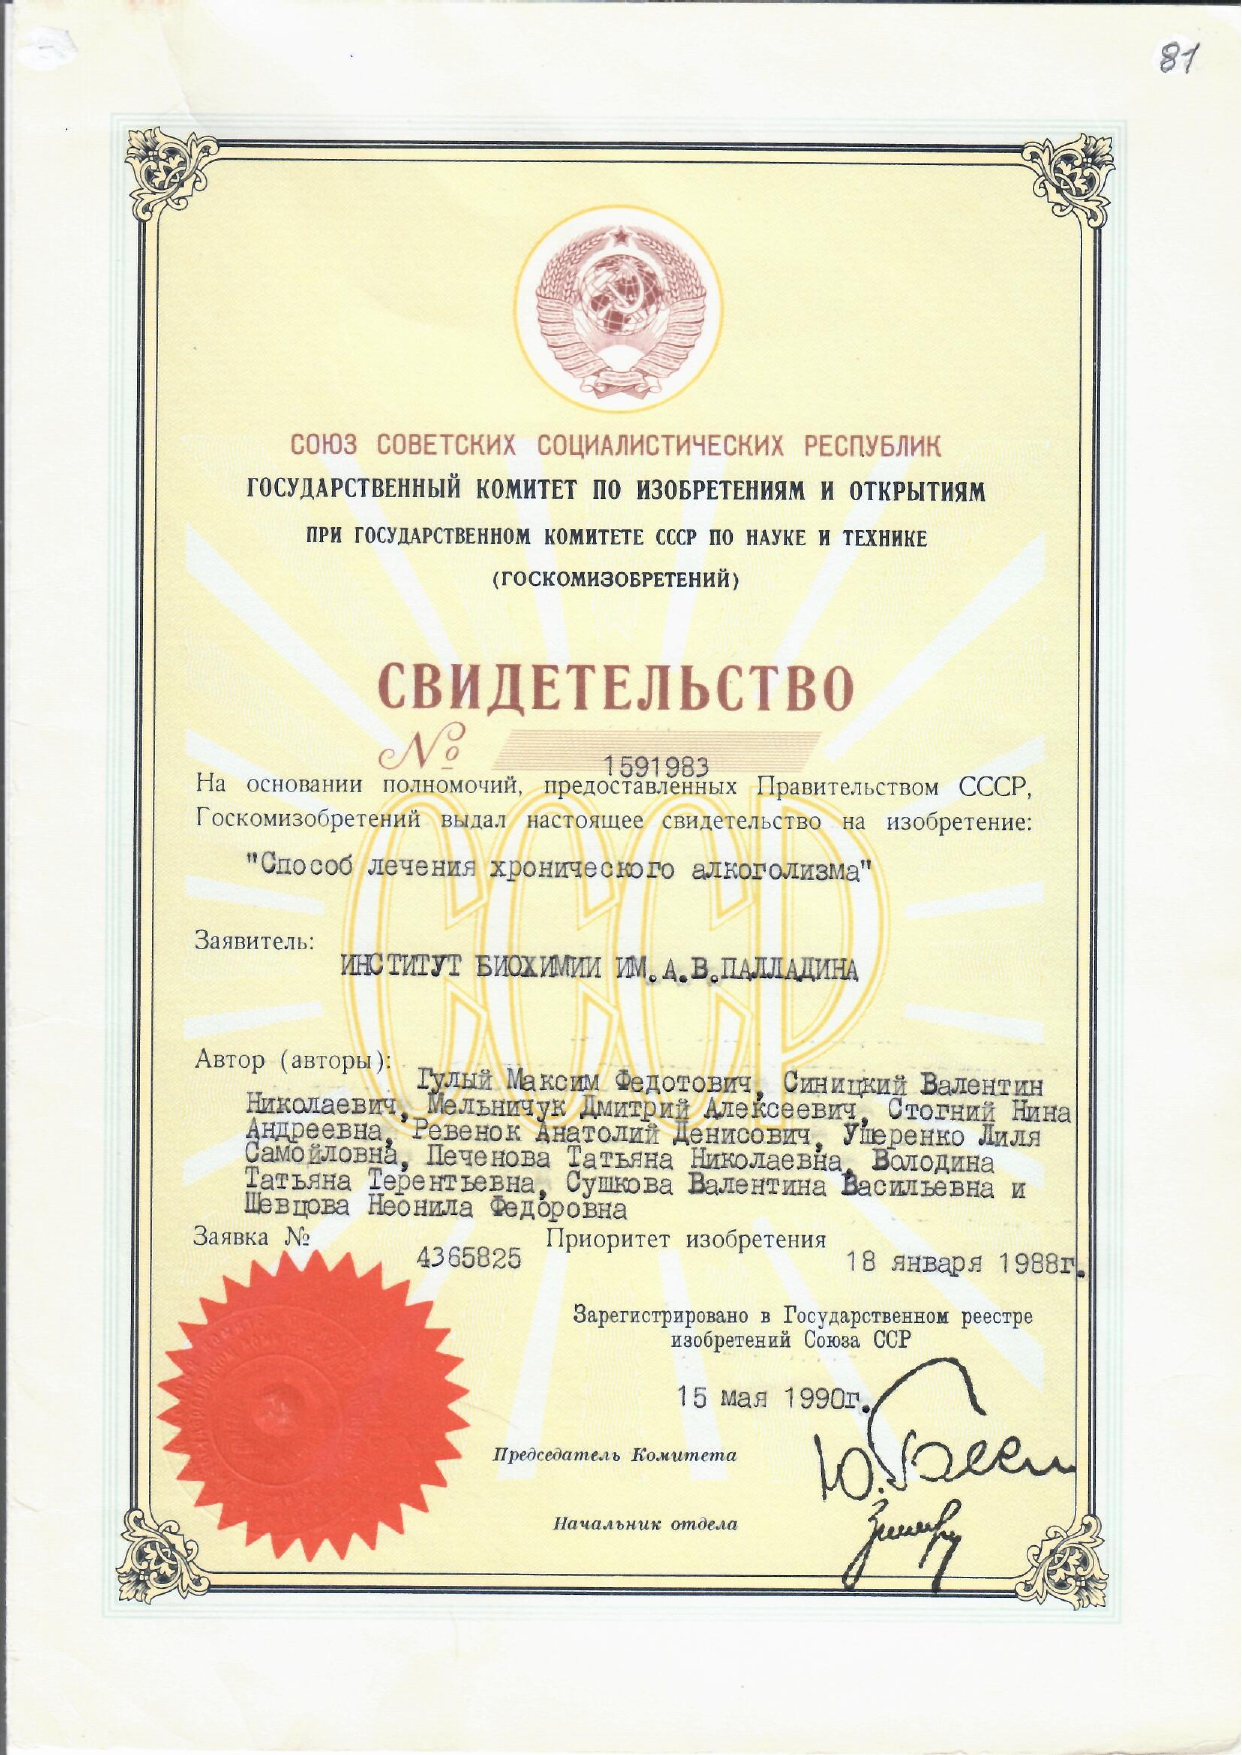 81
СОЮЗ СОВЕТСКИХ СОЦИАЛИСТИЧЕСКИХ РЕСПУБЛИК
ГОСУДАРСТВЕННЫЙ КОМИТЕТ ПО ИЗОБРЕТЕНИЯМ И ОТКРЫТИЯМ
ПРИ ГОСУДАРСТВЕННОМ КОМИТЕТЕ СССР ПО НАУКЕ И ТЕХНИКЕ
(ГОСКОМИЗОБРЕТЕНИЙ)
СВИДЕТЕЛЬСТВО
№ 1591983
На основании полномочий, предоставленных Правительством СССР,
Госкомизобретений выдал настоящее свидетельство на изобретение:
"Способ лечения хронического алкоголизма"
СССР
Заявитель:
ИНСТИТУТ БИОХИМИИ ИМ.А.В.ПАЛЛАДИНА
Автор (авторы):
Гулый Максим Федотович, Синицкий Валентин
Николаевич, Мельничук Дмитрий Алексеевич, Стогний Нина
Андреевна, Ревенок Анатолий Денисович, Уперенко Лиля
Самойловна, Печенова Татьяна Николаевна, Володина
Татьяна Терентьевна, Сушкова Валентина Васильевна и
Шевцова Неонила Федоровна
Заявка № 4365825 Приоритет изобретения 18 января 1988г.
Зарегистрировано в Государственном реестре
изобретений Союза ССР
15 мая 1990г.
Председатель Комитета
Начальник отдела